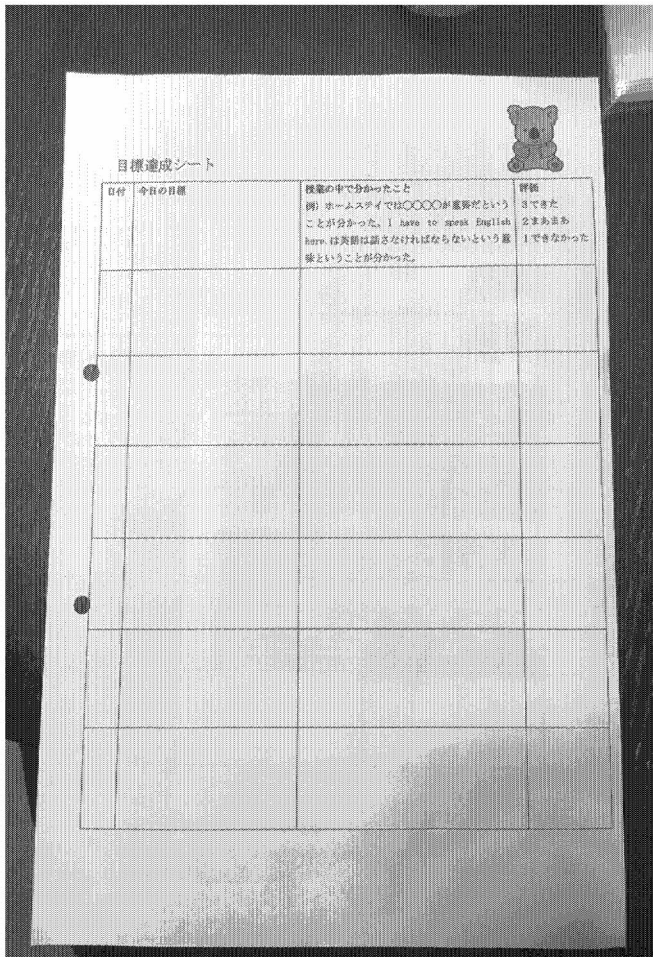 目標達成シート
日付
今日の目標
授業の中で分かったこと
例）ホームステイでは〇〇〇〇が重要だという
ことが分かった。I have to speak English
here.は英語は話さなければならないという意
味ということが分かった。
評価
3できた
2まあまあ
1できなかった